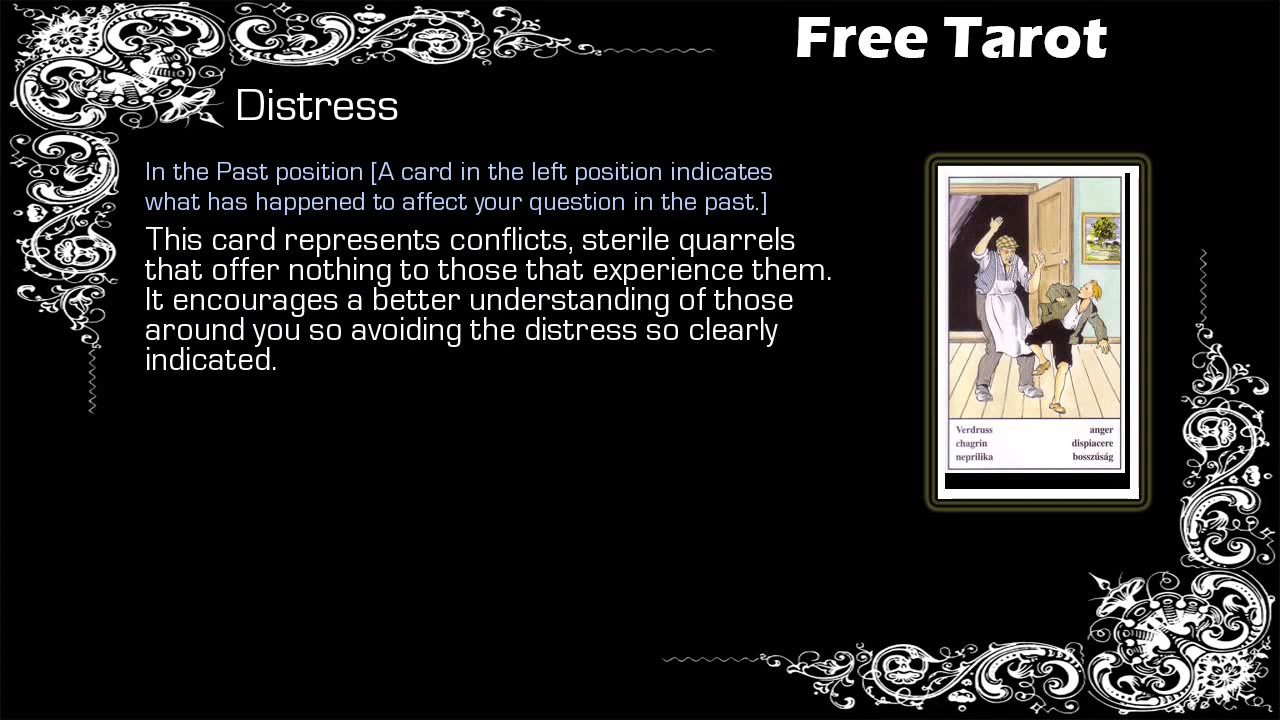 Free Tarot
Distress
In the Past position [A card in the left position indicates
what has happened to affect your question in the past.]
This card represents conflicts, sterile quarrels
that offer nothing to those that experience them.
It encourages a better understanding of those
around you so avoiding the distress so clearly
indicated.
Verdruss anger
chagrin dispiacere
neprilika bosszúság